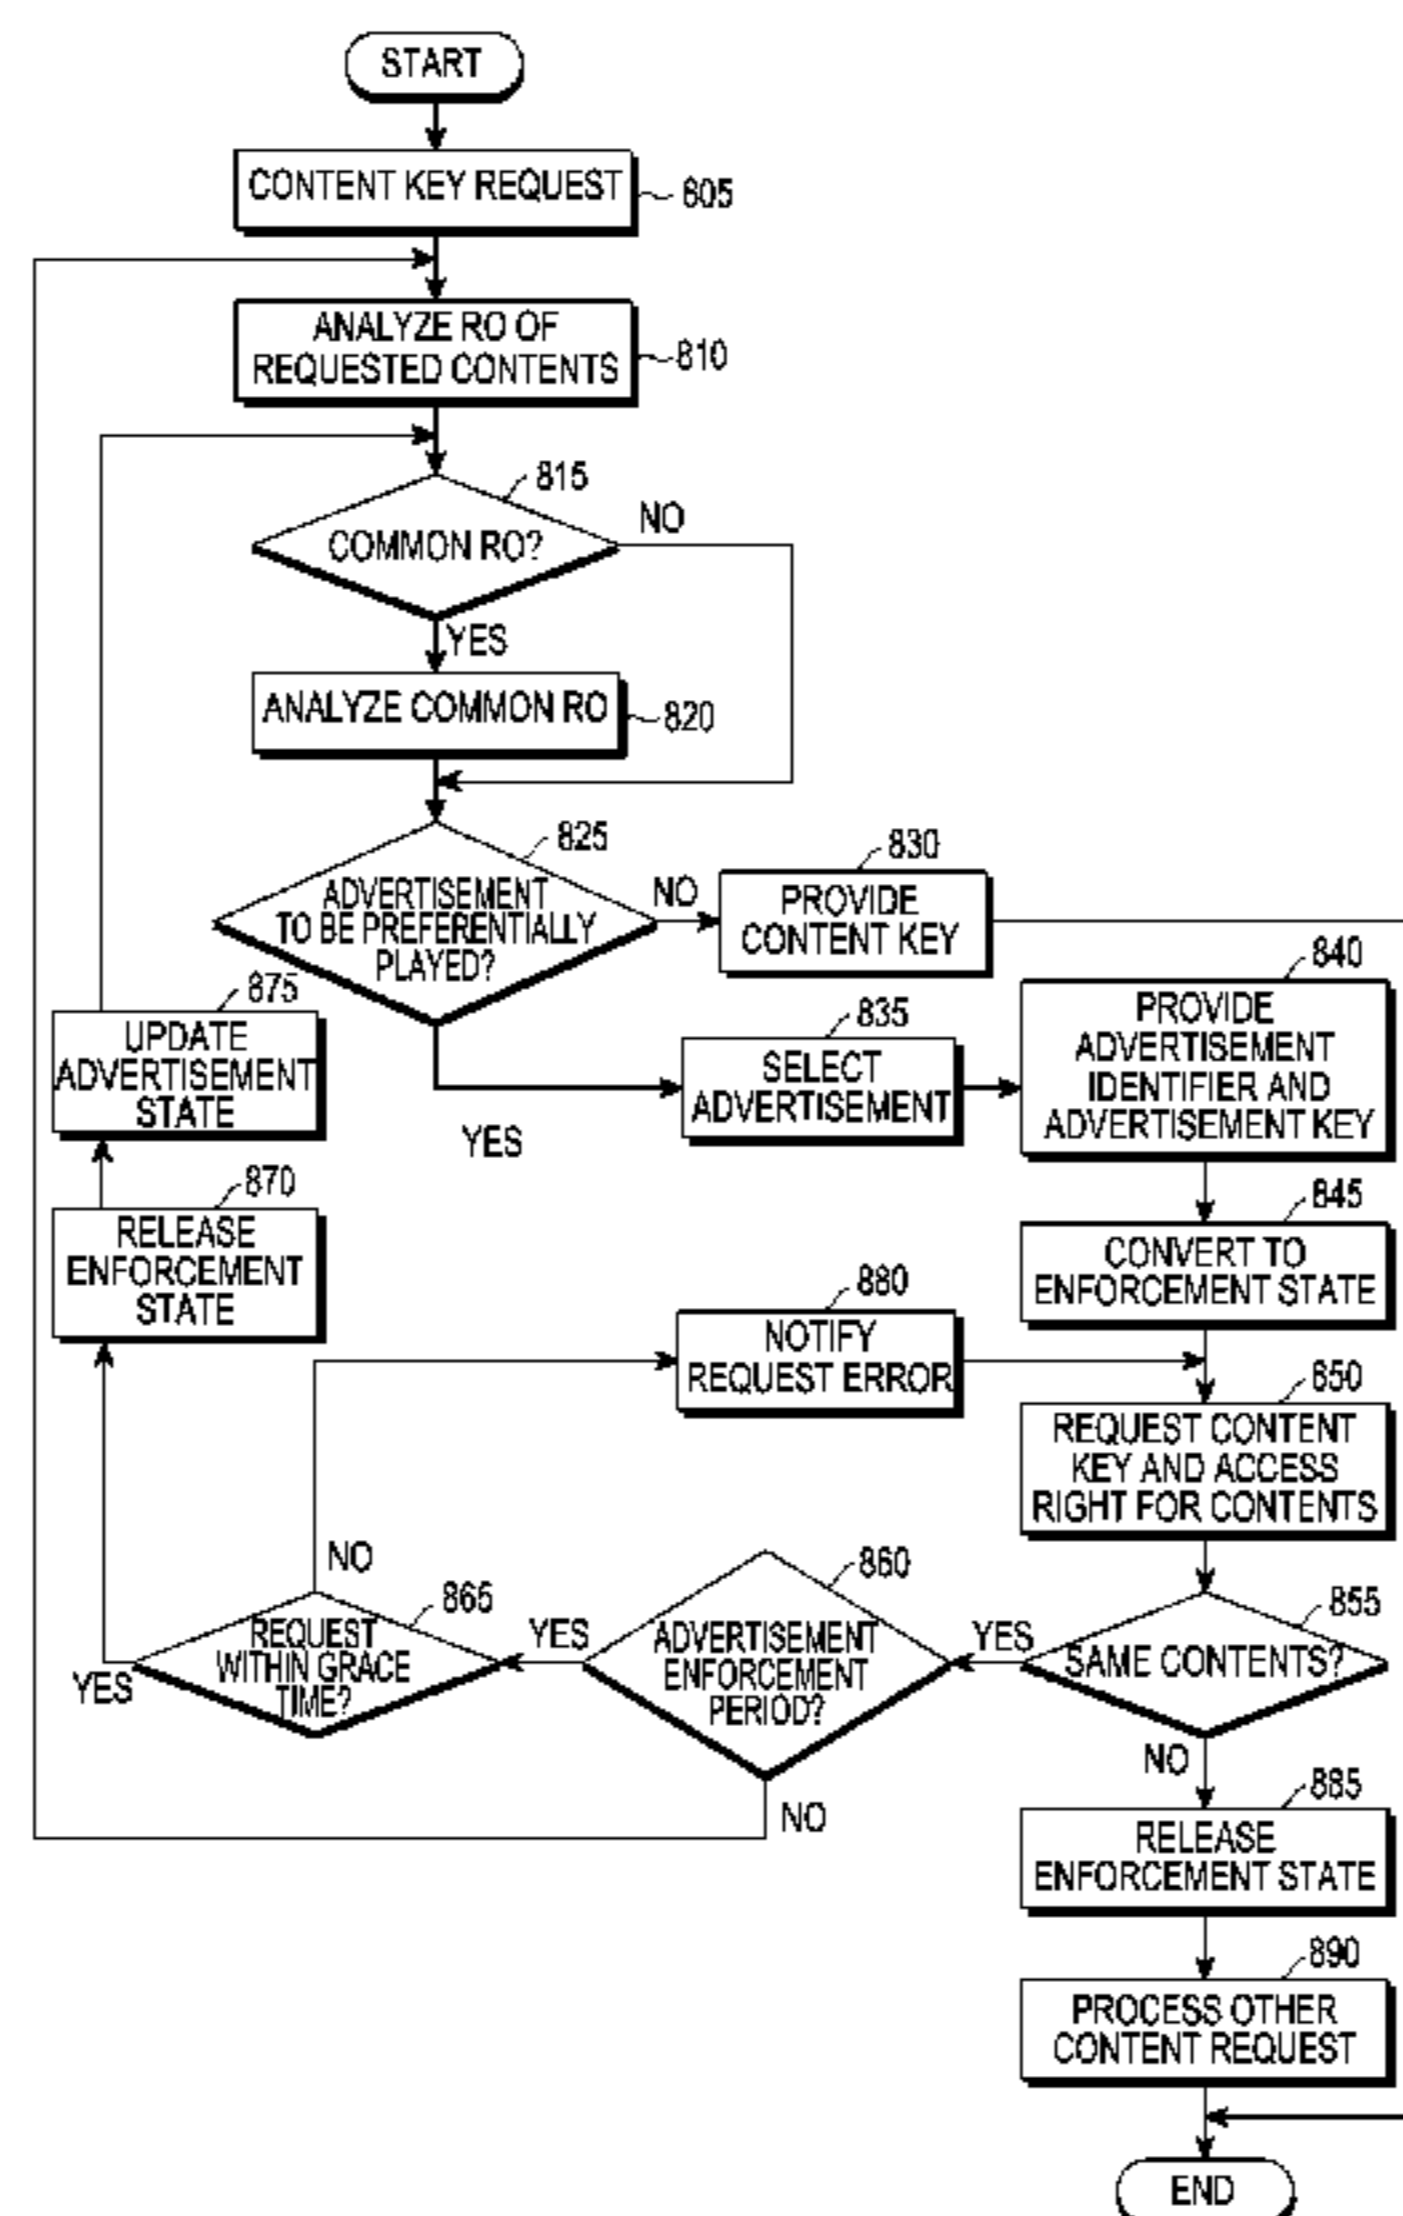 START
CONTENT KEY REQUEST
805
ANALYZE RO OF
REQUESTED CONTENTS
810
815
COMMON RO?
NO
YES
ANALYZE COMMON RO
820
825
ADVERTISEMENT
TO BE PREFERENTIALLY
PLAYED?
NO
830
PROVIDE
CONTENT KEY
YES
835
SELECT
ADVERTISEMENT
840
PROVIDE
ADVERTISEMENT
IDENTIFIER AND
ADVERTISEMENT KEY
875
UPDATE
ADVERTISEMENT
STATE
870
RELEASE
ENFORCEMENT
STATE
845
CONVERT TO
ENFORCEMENT STATE
880
NOTIFY
REQUEST ERROR
850
REQUEST CONTENT
KEY AND ACCESS
RIGHT FOR CONTENTS
855
SAME CONTENTS?
YES
860
ADVERTISEMENT
ENFORCEMENT
PERIOD?
YES
865
REQUEST
WITHIN GRACE
TIME?
NO
YES
NO
NO
885
RELEASE
ENFORCEMENT STATE
890
PROCESS OTHER
CONTENT REQUEST
END